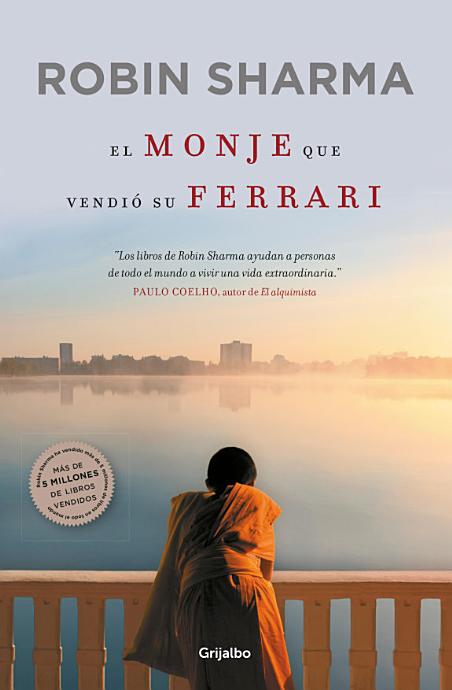 ROBIN SHARMA
EL MONJE QUE
VENDIÓ SU FERRARI
"Los libros de Robin Sharma ayudan a personas
de todo el mundo a vivir una vida extraordinaria."
PAULO COELHO, autor de El alquimista
MÁS DE
5 MILLONES
DE LIBROS
VENDIDOS
Grijalbo